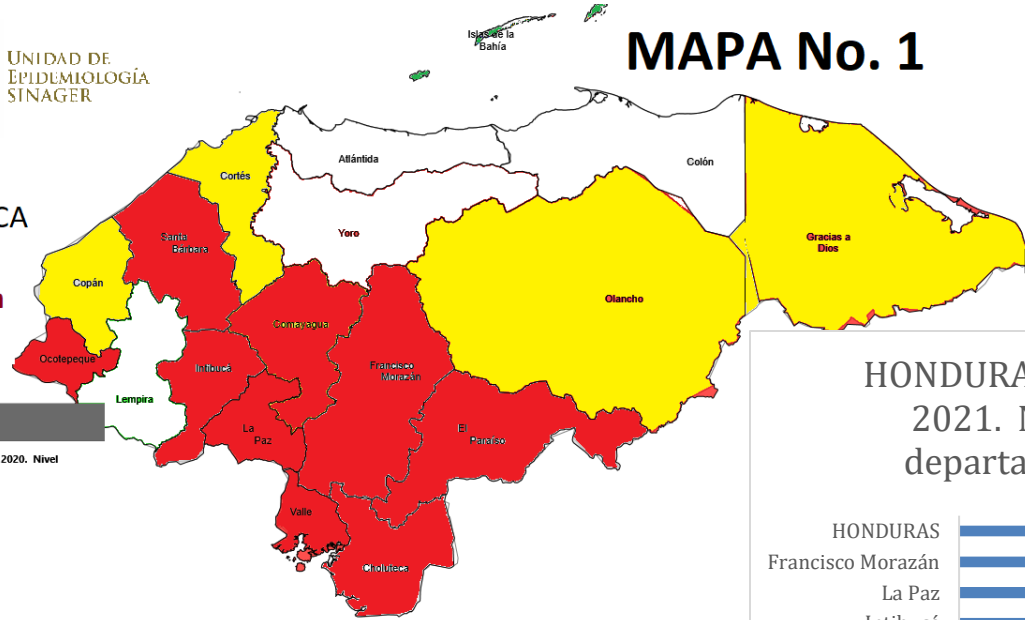 UNIDAD DE
EPIDEMIOLOGÍA
SINAGER
MAPA No. 1
Islas de la
Bahía
Atlántida
Colón
Cortés
Yoro
Santa
Bárbara
Gracias a
Dios
Copán
Olancho
Comayagua
Ocotepeque
Intibucá
Francisco
Morazán
Lempira
La
Paz
El
Paraíso
2020. Nivel
Valle
Choluteca
CA
HONDURA
2021.
departa
HONDURAS
Francisco Morazán
La Paz